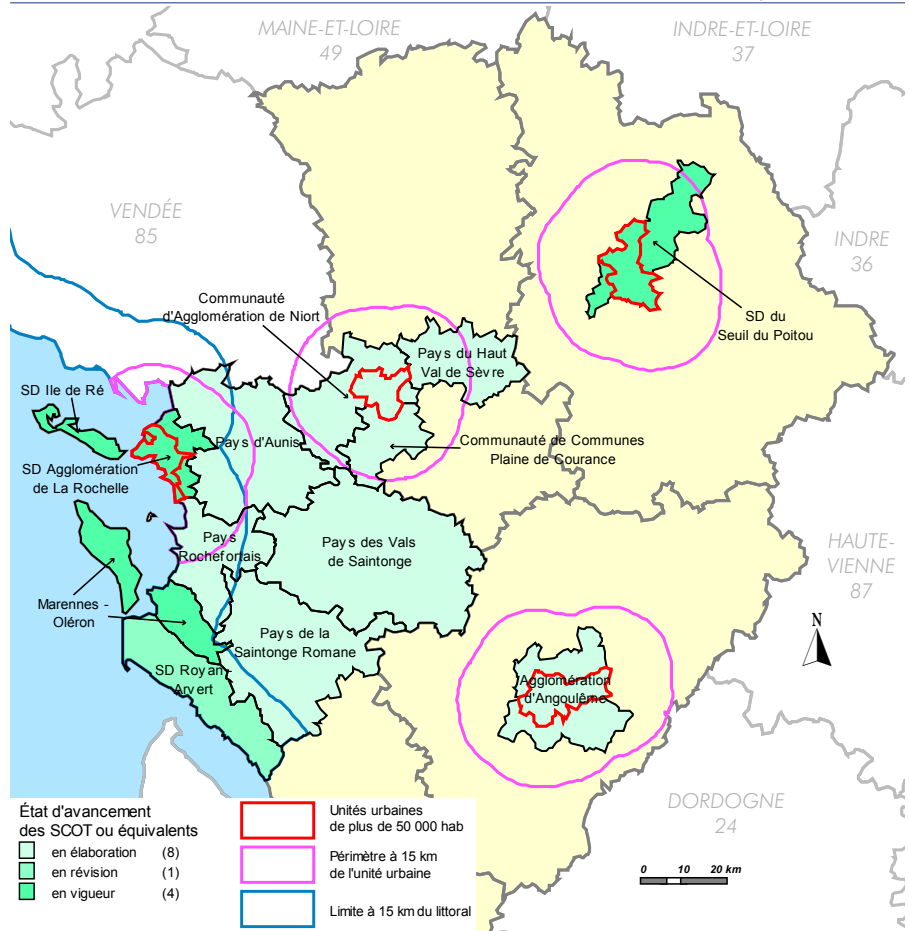 MAINE-ET-LOIRE
49
INDRE-ET-LOIRE
37
VENDÉE
85
INDRE
36
Communauté
d'Agglomération de Niort
SD du
Seuil du Poitou
Pays du Haut
Val de Sèvre
SD Ile de Ré
Pays d'Aunis
Communauté de Communes
Plaine de Courance
SD Agglomération
de La Rochelle
Pays
Rochefortais
Pays des Vals
de Saintonge
HAUTE-
VIENNE
87
Marennes -
Oléron
Pays de la
Saintonge Romane
N
SD Royan -
Arvert
Agglomération
d'Angoulême
DORDOGNE
24
État d'avancement
des SCOT ou équivalents
en élaboration (8)
en révision (1)
en vigueur (4)
Unités urbaines
de plus de 50 000 hab
Périmètre à 15 km
de l'unité urbaine
Limite à 15 km du littoral
0 10 20 km